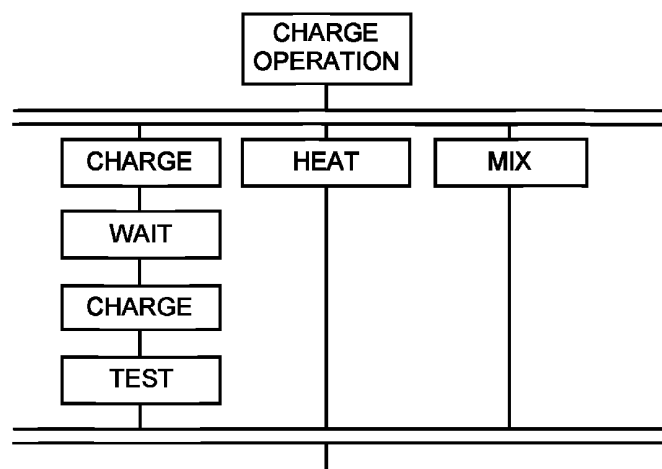 CHARGE
OPERATION
CHARGE
HEAT
MIX
WAIT
CHARGE
TEST